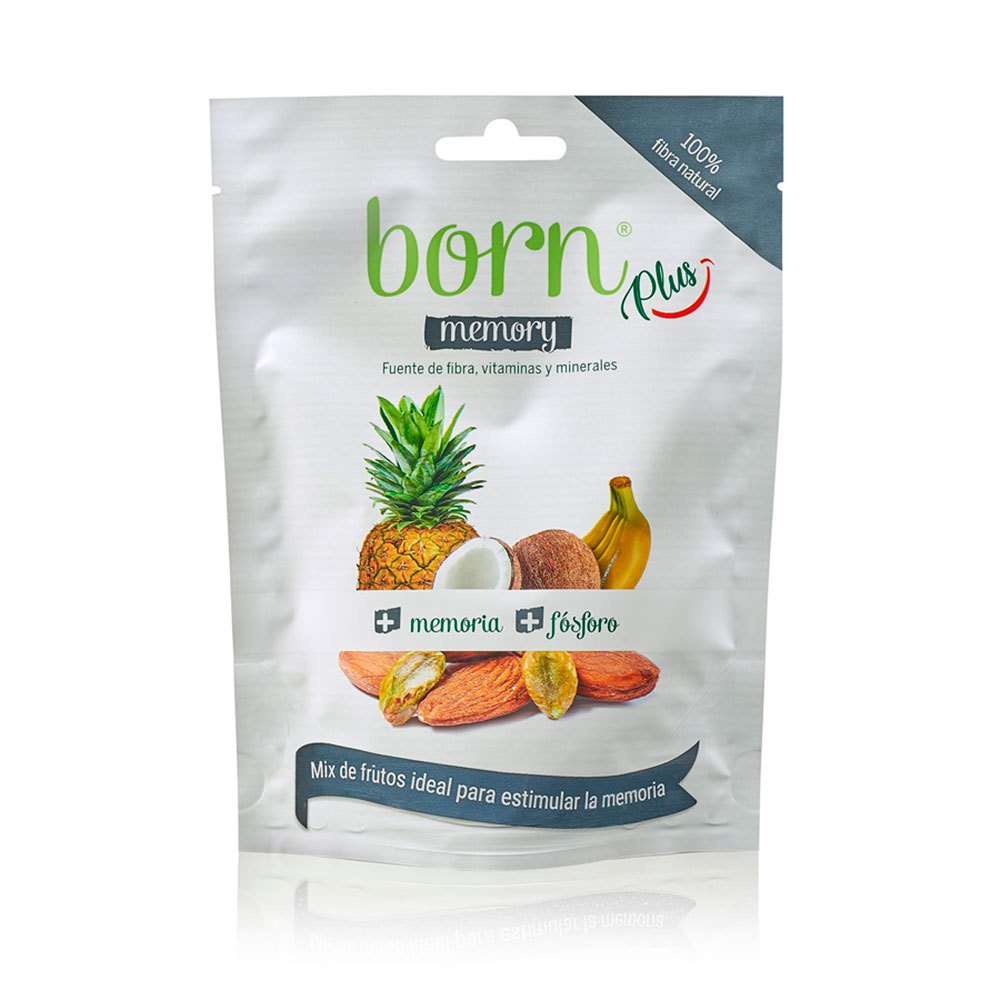 100%
fibra natural
born®
Plus
memory
Fuente de fibra, vitaminas y minerales
+ memoria + fósforo
Mix de frutos ideal para estimular la memoria